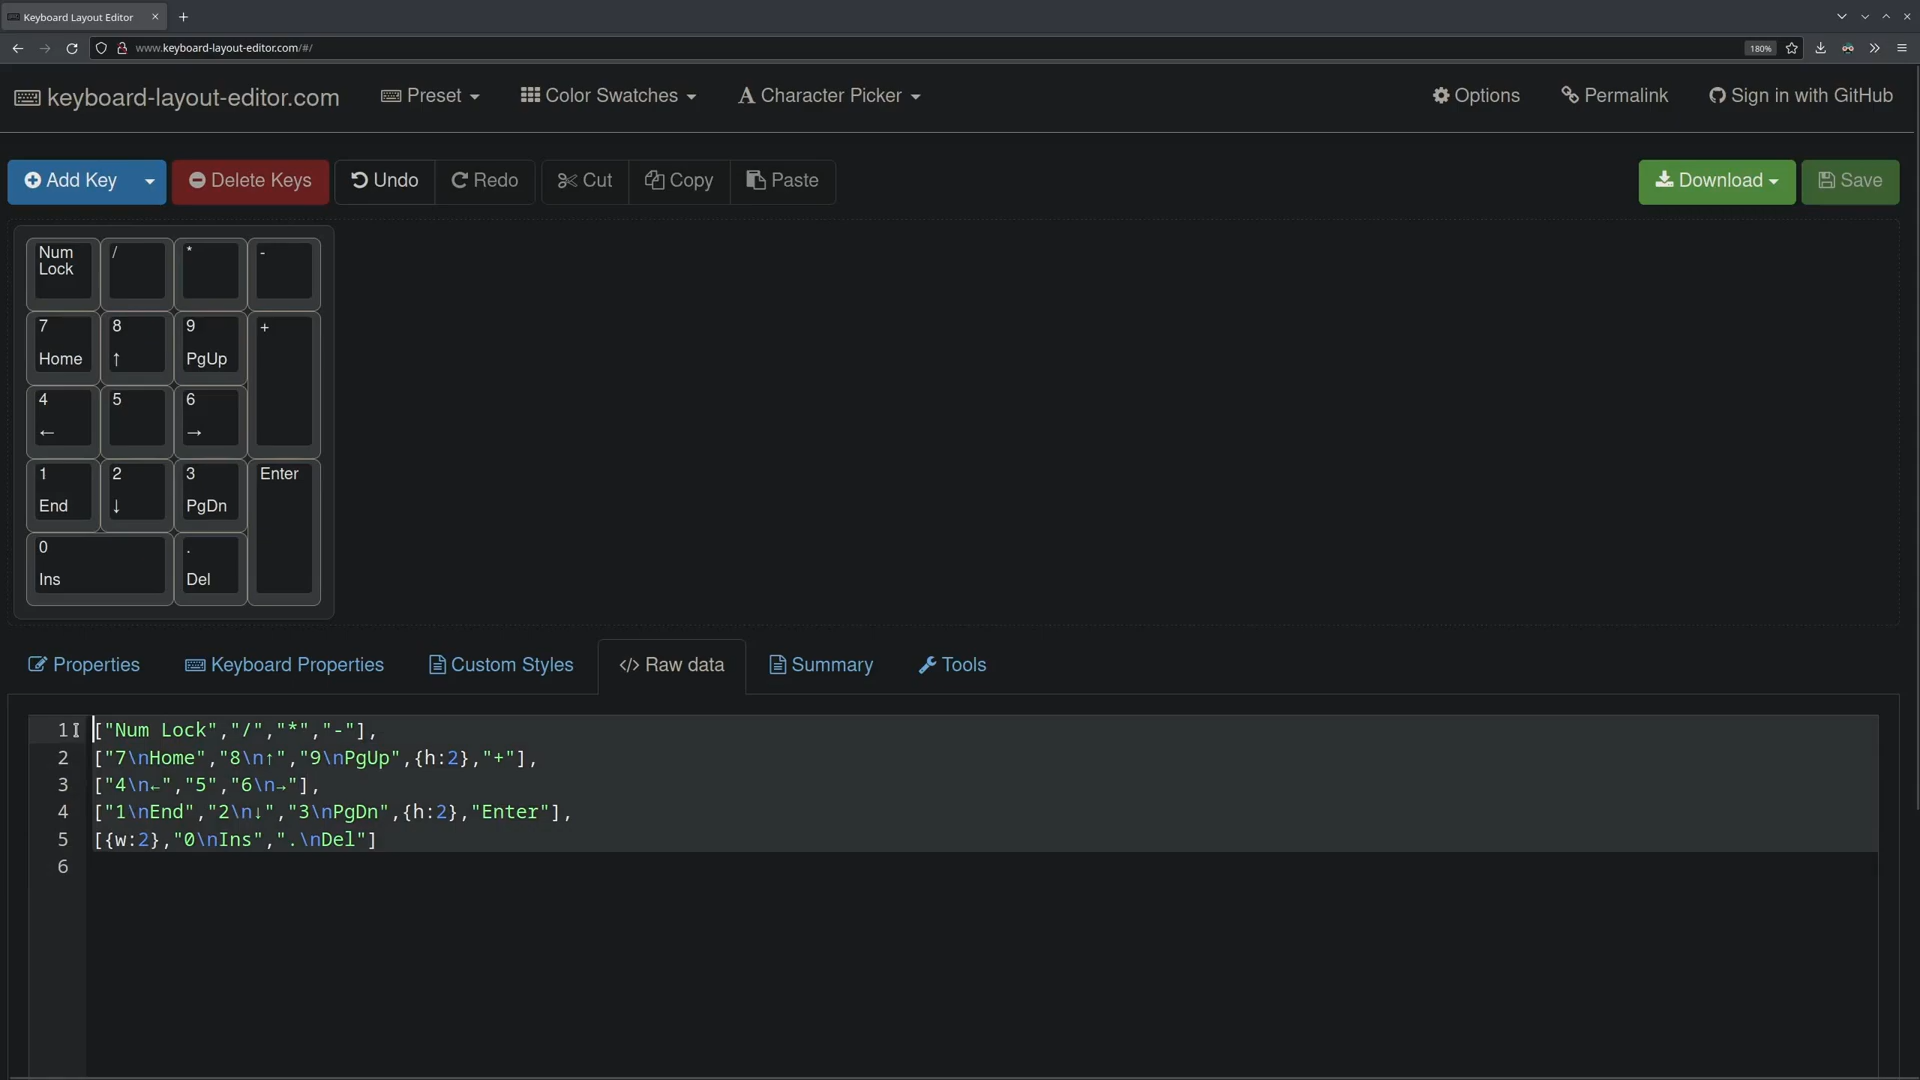 Keyboard Layout Editor
www.keyboard-layout-editor.com/#/
180%
keyboard-layout-editor.com
Preset
Color Swatches
Character Picker
Options
Permalink
Sign in with GitHub
Add Key
Delete Keys
Undo
Redo
Cut
Copy
Paste
Download
Save
Num
Lock
/
*
-
7
Home
8
↑
9
PgUp
+
4
←
5
6
→
1
End
2
↓
3
PgDn
Enter
0
Ins
.
Del
Properties
Keyboard Properties
Custom Styles
</> Raw data
Summary
Tools
1 ["Num Lock","/","*","-"],
2 ["7\nHome","8\n↑","9\nPgUp",{h:2},"+"],
3 ["4\n←","5","6\n→"],
4 ["1\nEnd","2\n↓","3\nPgDn",{h:2},"Enter"],
5 [{w:2},"0\nIns",".\nDel"]
6